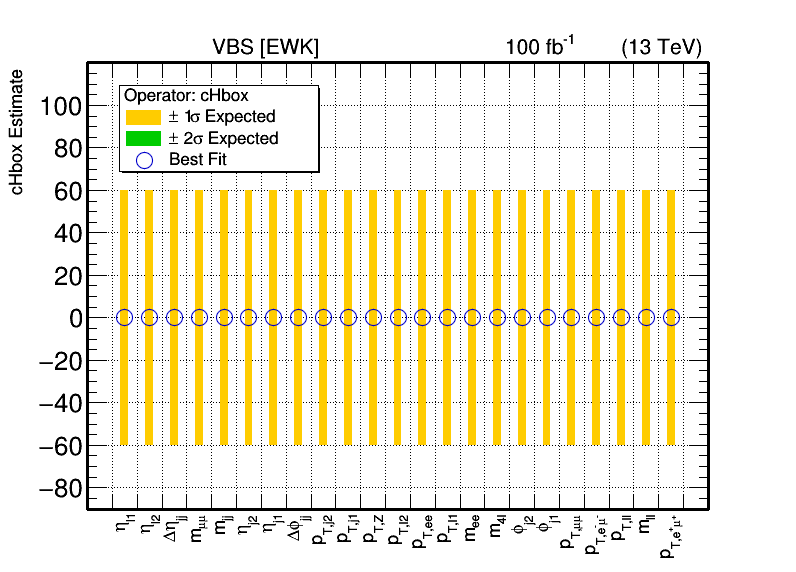 VBS [EWK] 100 fb⁻¹ (13 TeV)
cHbox Estimate
Operator: cHbox
± 1σ Expected
± 2σ Expected
Best Fit
100
80
60
40
20
0
−20
−40
−60
−80
η_l1 η_l2 Δη_jj m_μμ m_jj η_j2 η_j1 Δϕ_jj p_T,j2 p_T,j1 p_T,Z p_T,l2 p_T,ee p_T,l1 m_ee m_4l ϕ_j2 ϕ_j1 p_T,μμ p_T,e⁻μ⁻ p_T,ll m_ll p_T,e⁺μ⁺